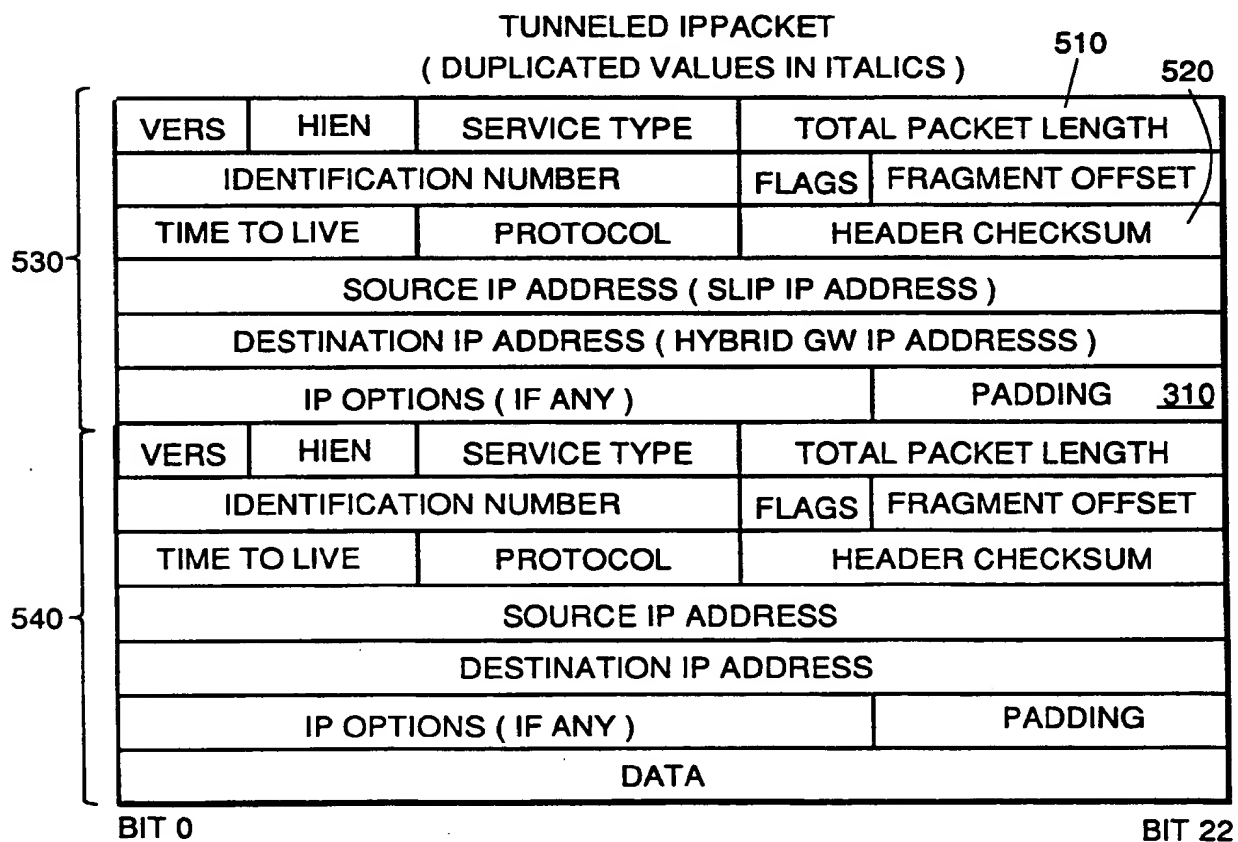 TUNNELED IPPACKET
( DUPLICATED VALUES IN ITALICS )
510
520
VERS HIEN SERVICE TYPE TOTAL PACKET LENGTH
IDENTIFICATION NUMBER FLAGS FRAGMENT OFFSET
TIME TO LIVE PROTOCOL HEADER CHECKSUM
530
SOURCE IP ADDRESS ( SLIP IP ADDRESS )
DESTINATION IP ADDRESS ( HYBRID GW IP ADDRESSS )
IP OPTIONS ( IF ANY ) PADDING 310
VERS HIEN SERVICE TYPE TOTAL PACKET LENGTH
IDENTIFICATION NUMBER FLAGS FRAGMENT OFFSET
TIME TO LIVE PROTOCOL HEADER CHECKSUM
540
SOURCE IP ADDRESS
DESTINATION IP ADDRESS
IP OPTIONS ( IF ANY ) PADDING
DATA
BIT 0 BIT 22